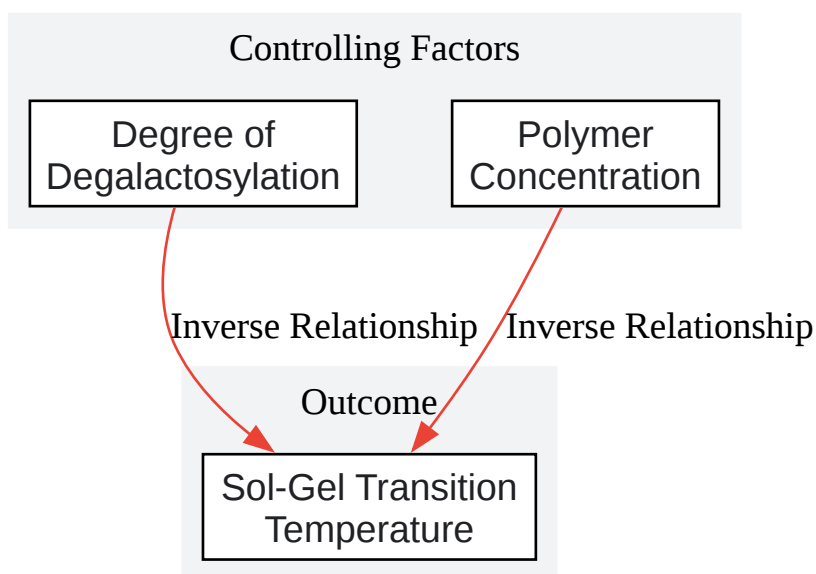 Controlling Factors
Degree of
Degalactosylation
Polymer
Concentration
Inverse Relationship
Inverse Relationship
Outcome
Sol-Gel Transition
Temperature